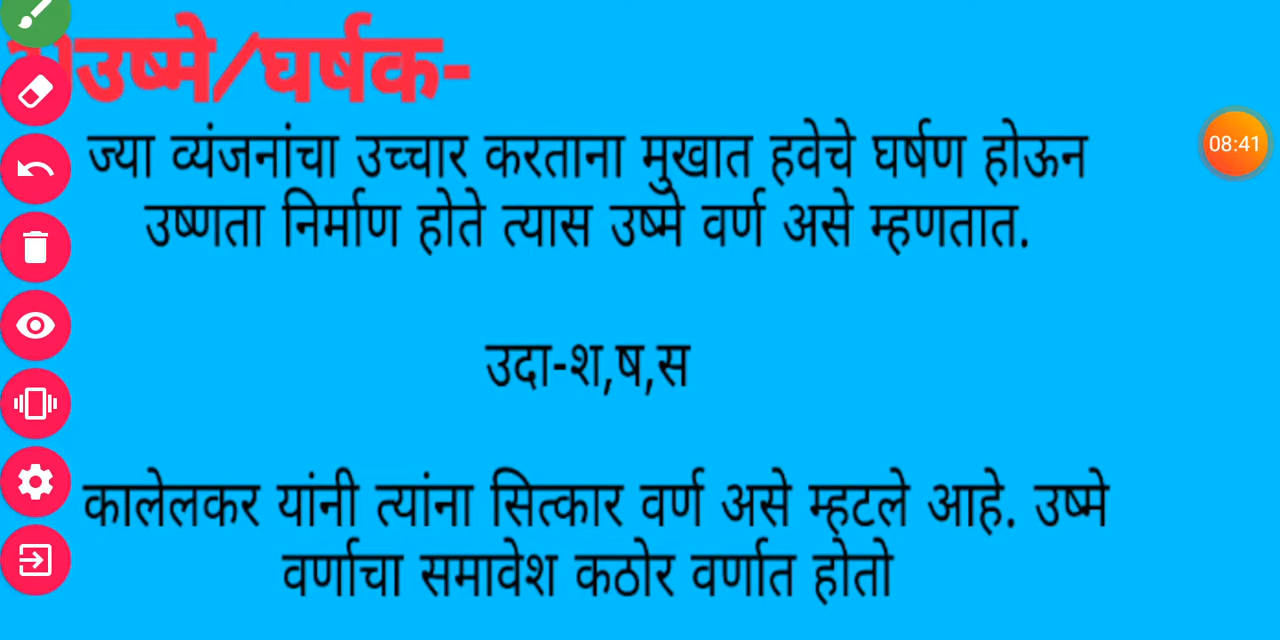 उष्मे/घर्षक-
ज्या व्यंजनांचा उच्चार करताना मुखात हवेचे घर्षण होऊन
08:41
उष्णता निर्माण होते त्यास उष्मे वर्ण असे म्हणतात.
उदा-श,ष,स
कालेलकर यांनी त्यांना सित्कार वर्ण असे म्हटले आहे. उष्मे
वर्णाचा समावेश कठोर वर्णात होतो